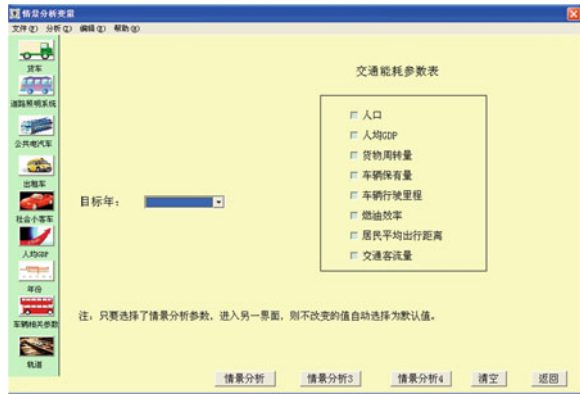 情景分析变量
文件(F) 分析(I) 编辑(E) 帮助(H)
货车
道路照明系统
公共电汽车
出租车
社会小客车
人均GDP
年份
车辆相关参数
轨道
交通能耗参数表
人口
人均GDP
货物周转量
车辆保有量
车辆行驶里程
燃油效率
居民平均出行距离
交通客流量
目标年：
注：只要选择了情景分析参数，进入另一界面，则不改变的值自动选择为默认值。
情景分析 情景分析3 情景分析4 清空 返回